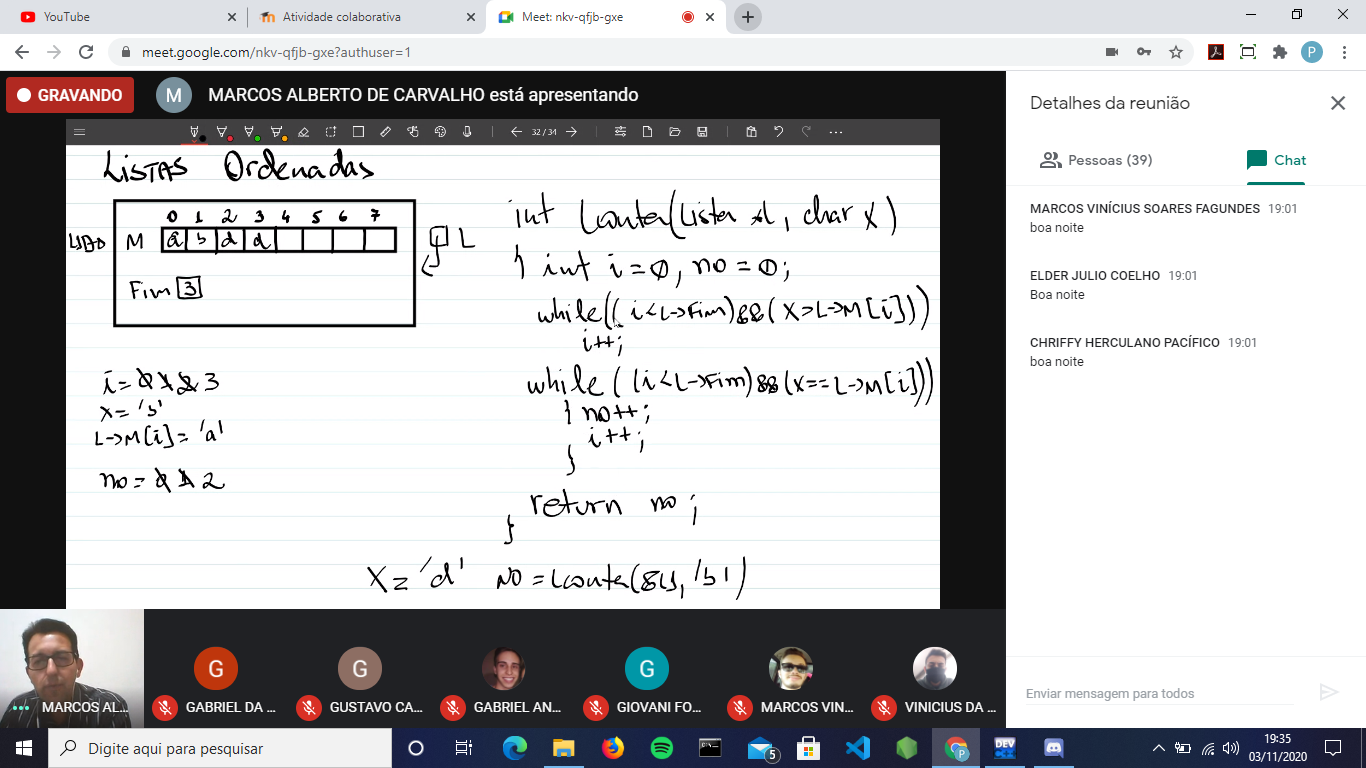 YouTube
Atividade colaborativa
Meet: nkv-qfjb-gxe
meet.google.com/nkv-qfjb-gxe?authuser=1
P
GRAVANDO
M
MARCOS ALBERTO DE CARVALHO está apresentando
32 / 34
LISTAS Ordenadas
0 1 2 3 4 5 6 7
M a b d d
L
Fim 3
i = 0 1 2 3
x = 'b'
L->M[i] = 'a'
no = 0 1 2
int Lconta(Lista *L, char x)
{ int i=0, no=0;
while((i<L->Fim)&&(x>L->M[i]))
i++;
while ((i<L->Fim)&&(x==L->M[i]))
{ no++;
i++;
}
return no;
}
x = 'd' no = Lconta(
Detalhes da reunião
Pessoas (39)
Chat
MARCOS VINÍCIUS SOARES FAGUNDES 19:01
boa noite
ELDER JULIO COELHO 19:01
Boa noite
CHRIFFY HERCULANO PACÍFICO 19:01
boa noite
Enviar mensagem para todos
G
G
G
MARCOS AL...
GABRIEL DA ...
GUSTAVO CA...
GABRIEL AN...
GIOVANI FO...
MARCOS VIN...
VINICIUS DA ...
Digite aqui para pesquisar
5
P
DEV
C++
19:35
03/11/2020